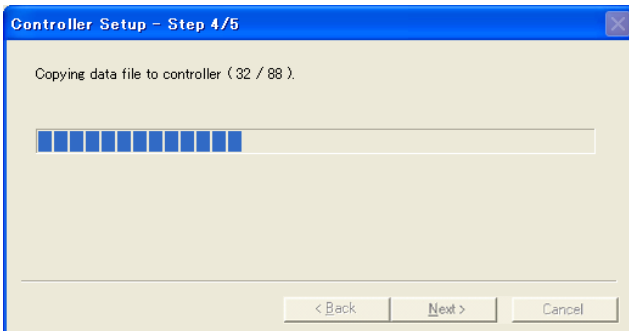 Controller Setup - Step 4/5
Copying data file to controller ( 32 / 88 ).
< Back
Next >
Cancel